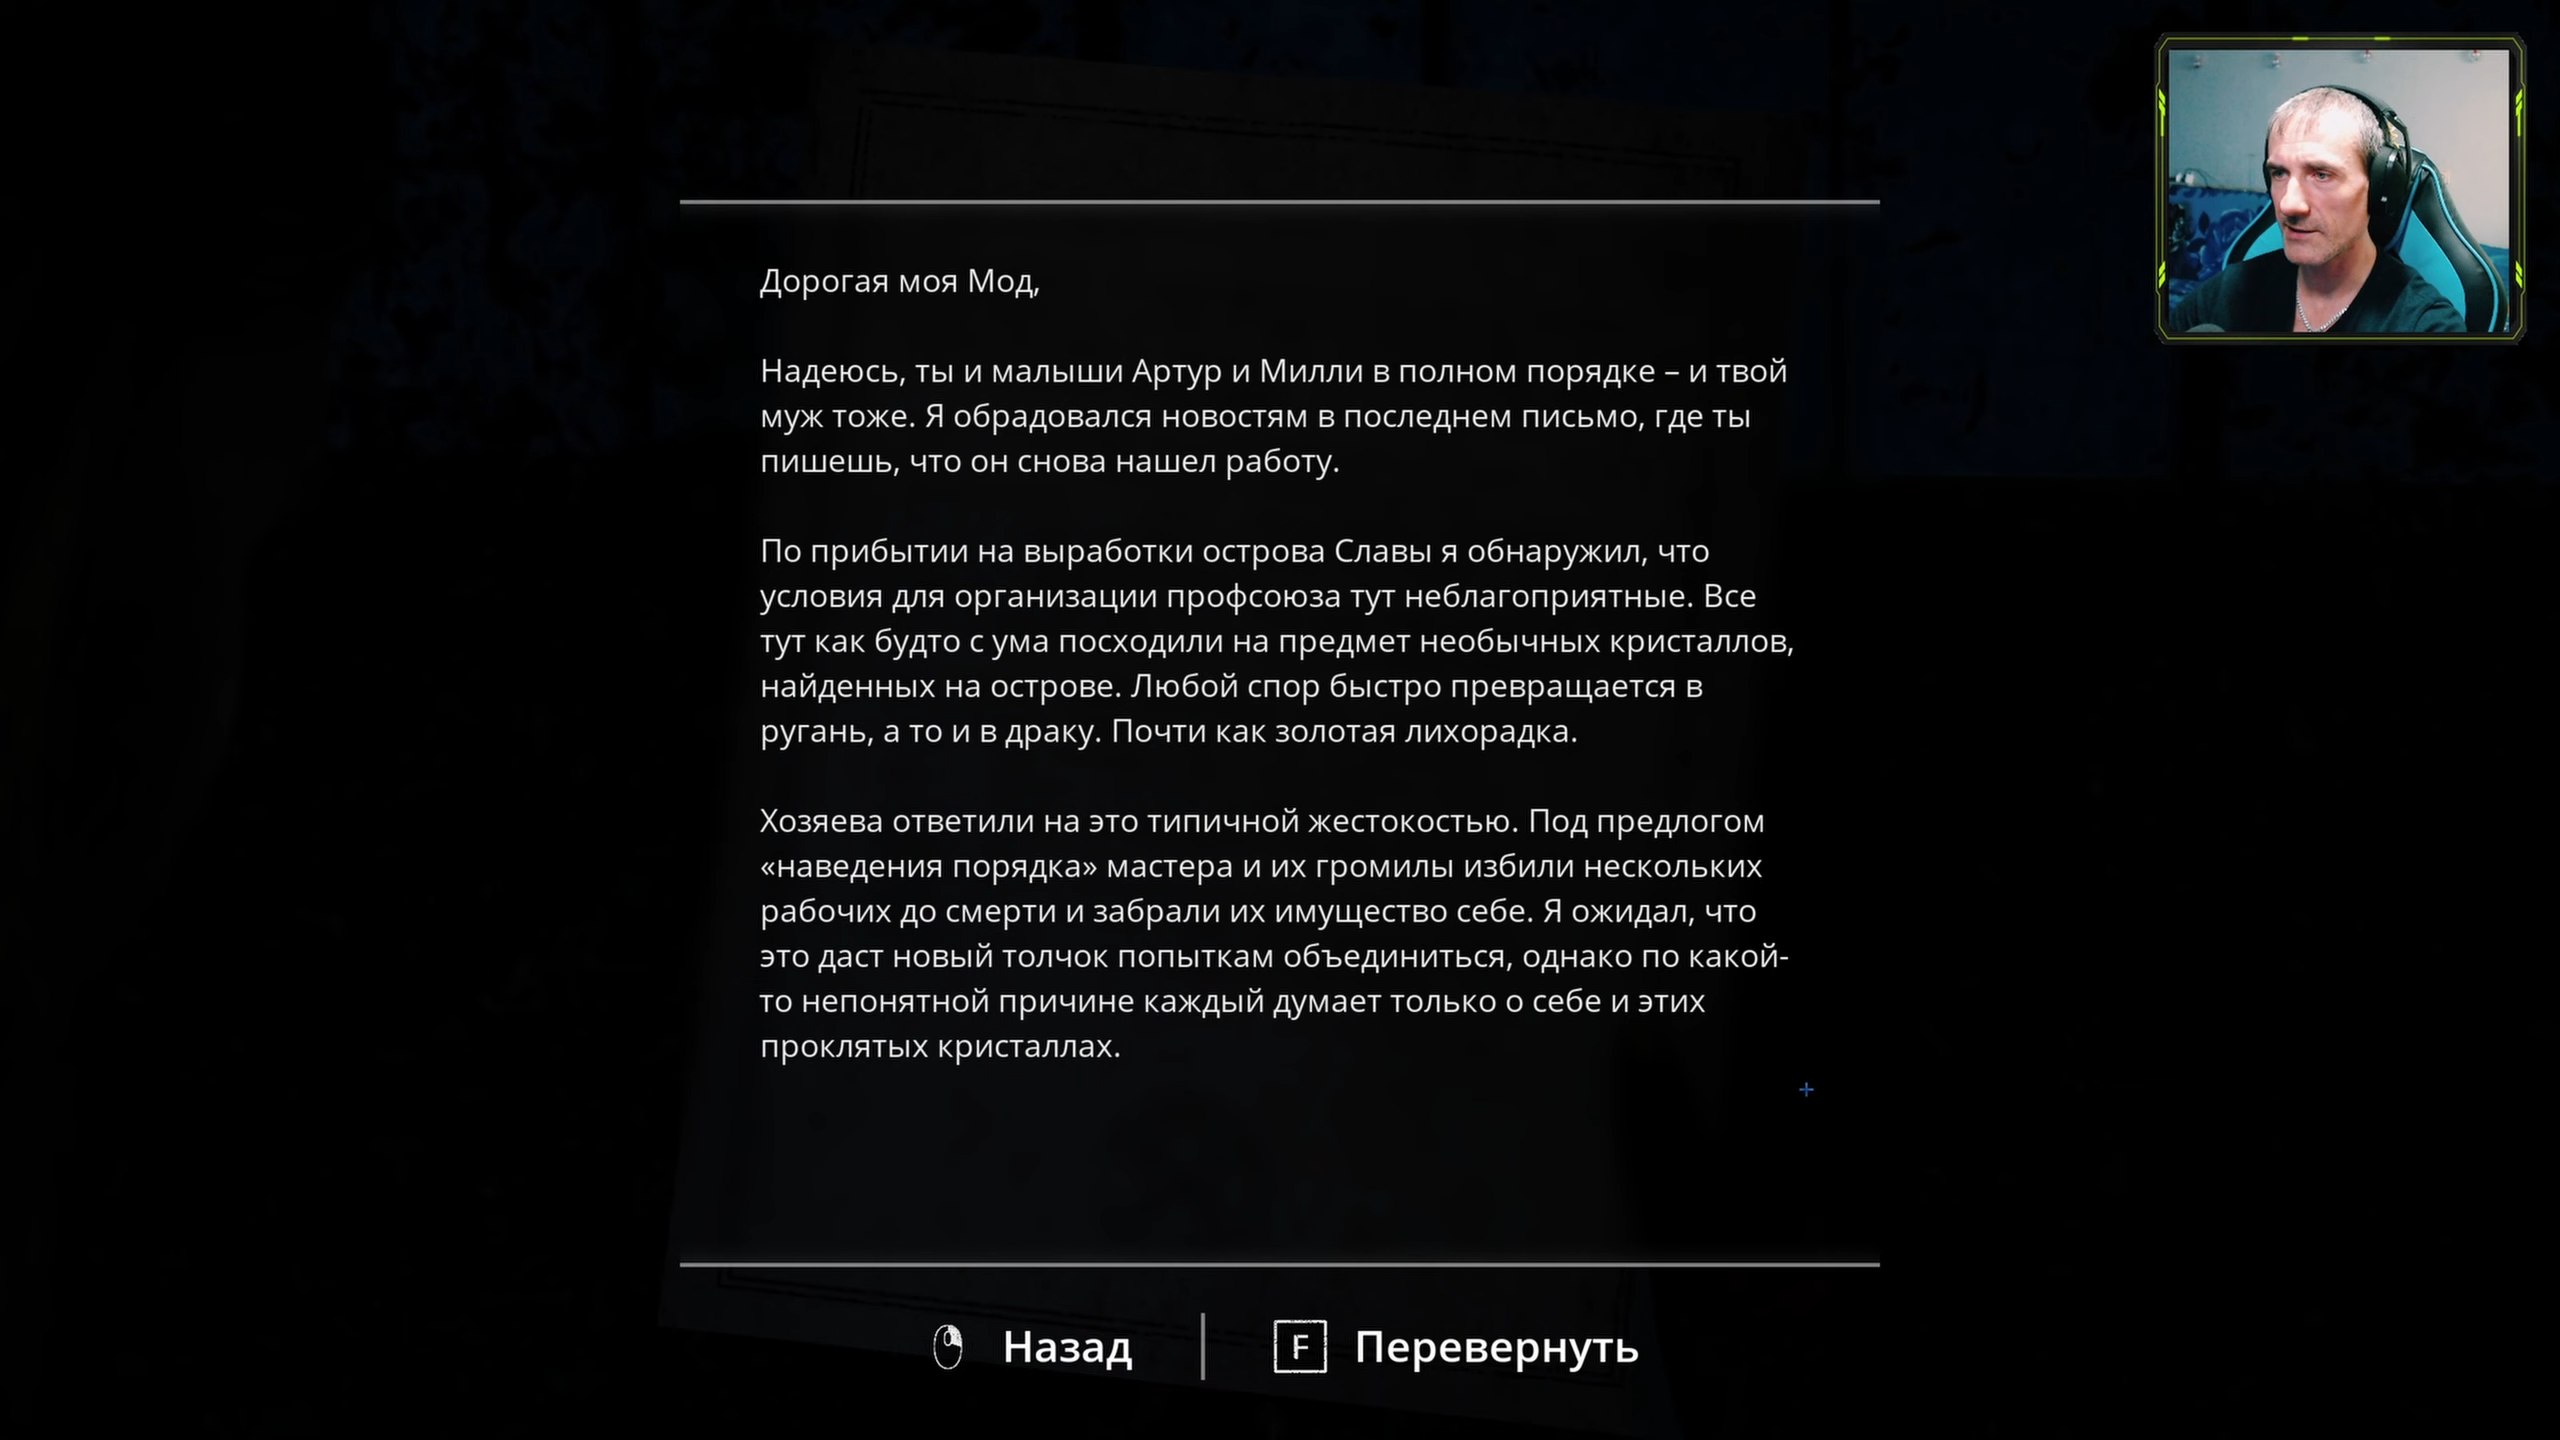 Дорогая моя Мод,
Надеюсь, ты и малыши Артур и Милли в полном порядке – и твой
муж тоже. Я обрадовался новостям в последнем письмо, где ты
пишешь, что он снова нашел работу.
По прибытии на выработки острова Славы я обнаружил, что
условия для организации профсоюза тут неблагоприятные. Все
тут как будто с ума посходили на предмет необычных кристаллов,
найденных на острове. Любой спор быстро превращается в
ругань, а то и в драку. Почти как золотая лихорадка.
Хозяева ответили на это типичной жестокостью. Под предлогом
«наведения порядка» мастера и их громилы избили нескольких
рабочих до смерти и забрали их имущество себе. Я ожидал, что
это даст новый толчок попыткам объединиться, однако по какой-
то непонятной причине каждый думает только о себе и этих
проклятых кристаллах.
Назад
F Перевернуть